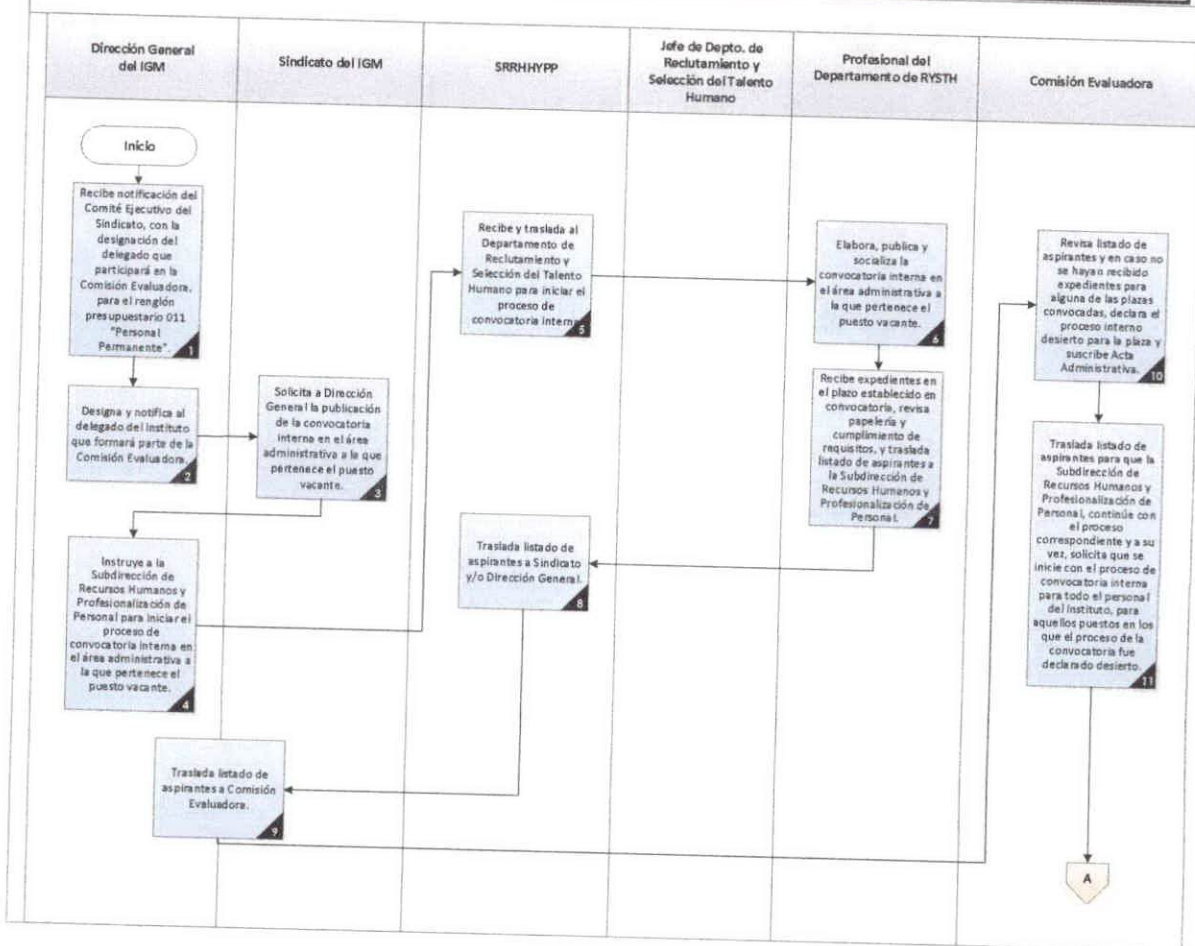 Dirección General
del IGM
Sindicato del IGM
SRRHHYPP
Jefe de Depto. de
Reclutamiento y
Selección del Talento
Humano
Profesional del
Departamento de RYSTH
Comisión Evaluadora
Inicio
Recibe notificación del
Comité Ejecutivo del
Sindicato, con la
designación del
delegado que
participará en la
Comisión Evaluadora,
para el renglón
presupuestario 011
"Personal
Permanente".
1
Designa y notifica al
delegado del Instituto
que formará parte de la
Comisión Evaluadora.
2
Solicita a Dirección
General la publicación
de la convocatoria
interna en el área
administrativa a la que
pertenece el puesto
vacante.
3
Instruye a la
Subdirección de
Recursos Humanos y
Profesionalización de
Personal para iniciar el
proceso de
convocatoria interna en
el área administrativa a
la que pertenece el
puesto vacante.
4
Recibe y traslada al
Departamento de
Reclutamiento y
Selección del Talento
Humano para iniciar el
proceso de
convocatoria intern
5
Elabora, publica y
socializa la
convocatoria interna en
el área administrativa a
la que pertenece el
puesto vacante.
6
Recibe expedientes en
el plazo establecido en
convocatoria, revisa
papelería y
cumplimiento de
requisitos, y traslada
listado de aspirantes a
la Subdirección de
Recursos Humanos y
Profesionalización de
Personal.
7
Traslada listado de
aspirantes a Sindicato
y/o Dirección General.
8
Traslada listado de
aspirantes a Comisión
Evaluadora.
9
Revisa listado de
aspirantes y en caso no
se hayan recibido
expedientes para
alguna de las plazas
convocadas, declara el
proceso interno
desierto para la plaza y
suscribe Acta
Administrativa.
10
Traslada listado de
aspirantes para que la
Subdirección de
Recursos Humanos y
Profesionalización de
Personal, continúe con
el proceso
correspondiente y a su
vez, solicita que se
inicie con el proceso de
convocatoria interna
para todo el personal
del Instituto, para
aquellos puestos en los
que el proceso de la
convocatoria fue
declarado desierto.
11
A